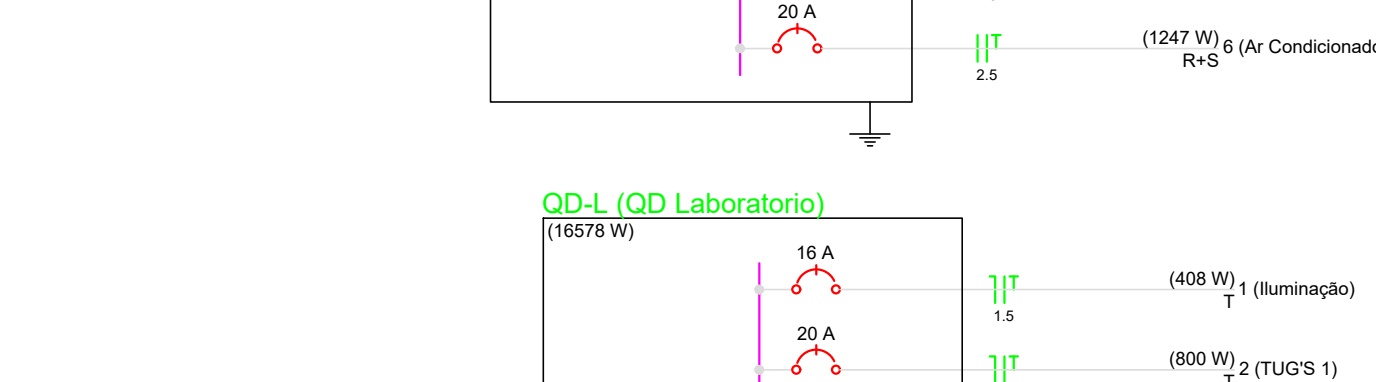 20 A
(1247 W) 6 (Ar Condicionado
R+S
2.5
QD-L (QD Laboratorio)
(16578 W)
16 A
(408 W) 1 (Iluminação)
T
T
1.5
20 A
(800 W) 2 (TUG'S 1)
T
T